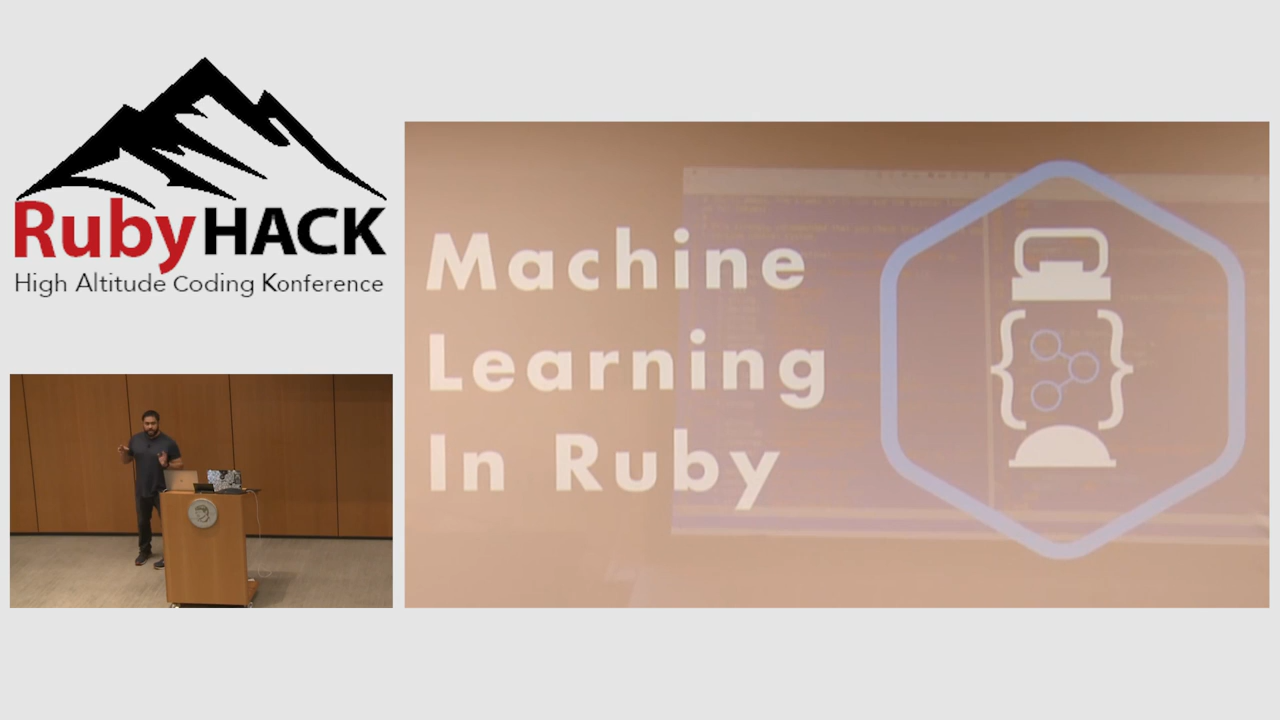 RubyHACK
High Altitude Coding Konference
Machine
Learning
In Ruby